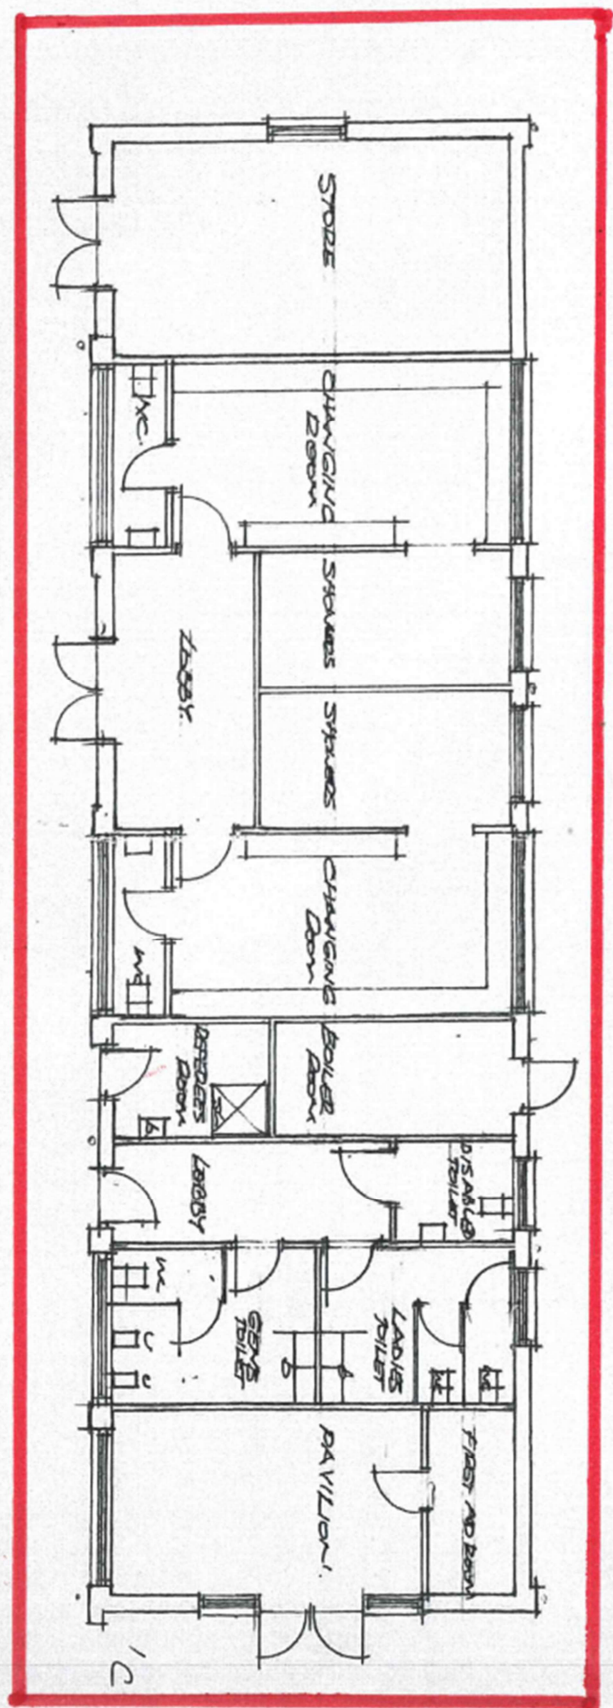 STORE
CHANGING
ROOM
WC.
SHOWERS
LOBBY
SHOWERS
CHANGING
ROOM
WC
BOILER
ROOM
REFEREES
ROOM
DISABLED
TOILET
LOBBY
WC
GENTS
TOILET
LADIES
TOILET
WC
WC
PAVILION.
FIRST AID ROOM